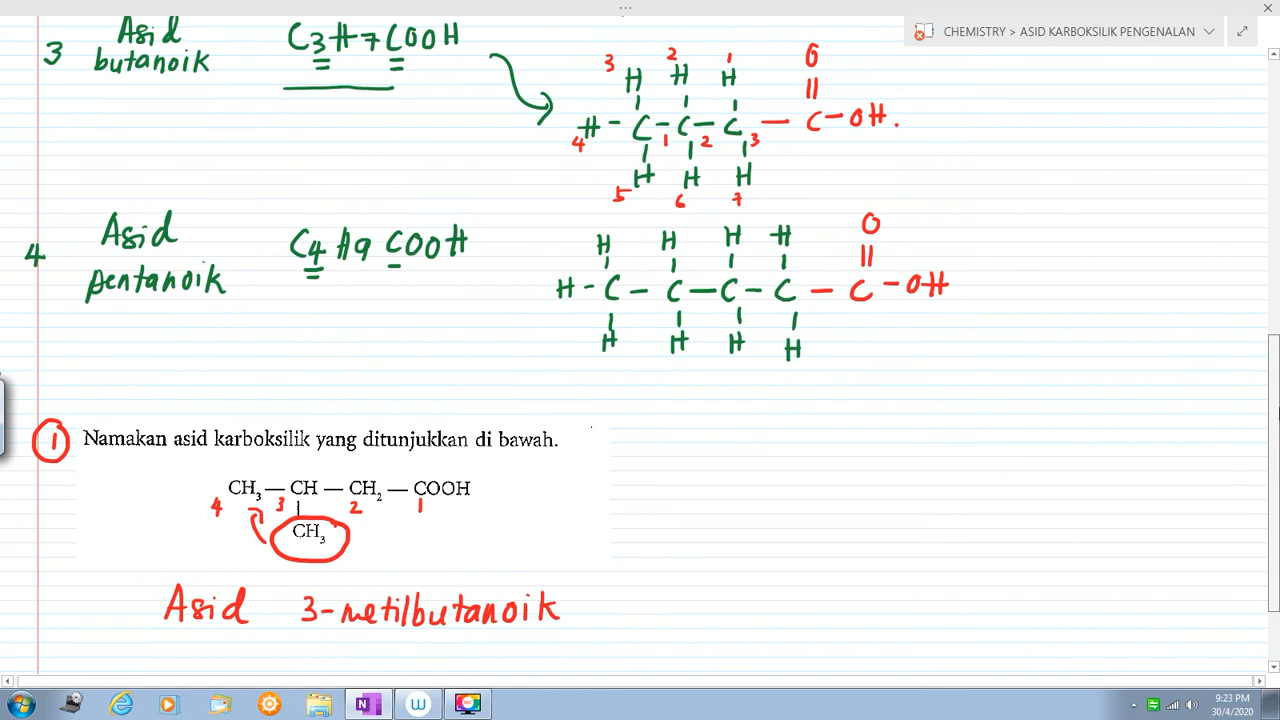 CHEMISTRY > ASID KARBOKSILIK PENGENALAN
3 Asid butanoik C3H7COOH
O
3 2 1
H H H
H - C - C - C - C - OH.
4 1 2 3
H H H
5 6 7
4 Asid pentanoik C4H9COOH
O
H H H H
H - C - C - C - C - C - OH
H H H H
1 Namakan asid karboksilik yang ditunjukkan di bawah.
CH₃ — CH — CH₂ — COOH
4 3 2 1
CH₃
Asid 3-metilbutanoik
W
N
9:23 PM
30/4/2020